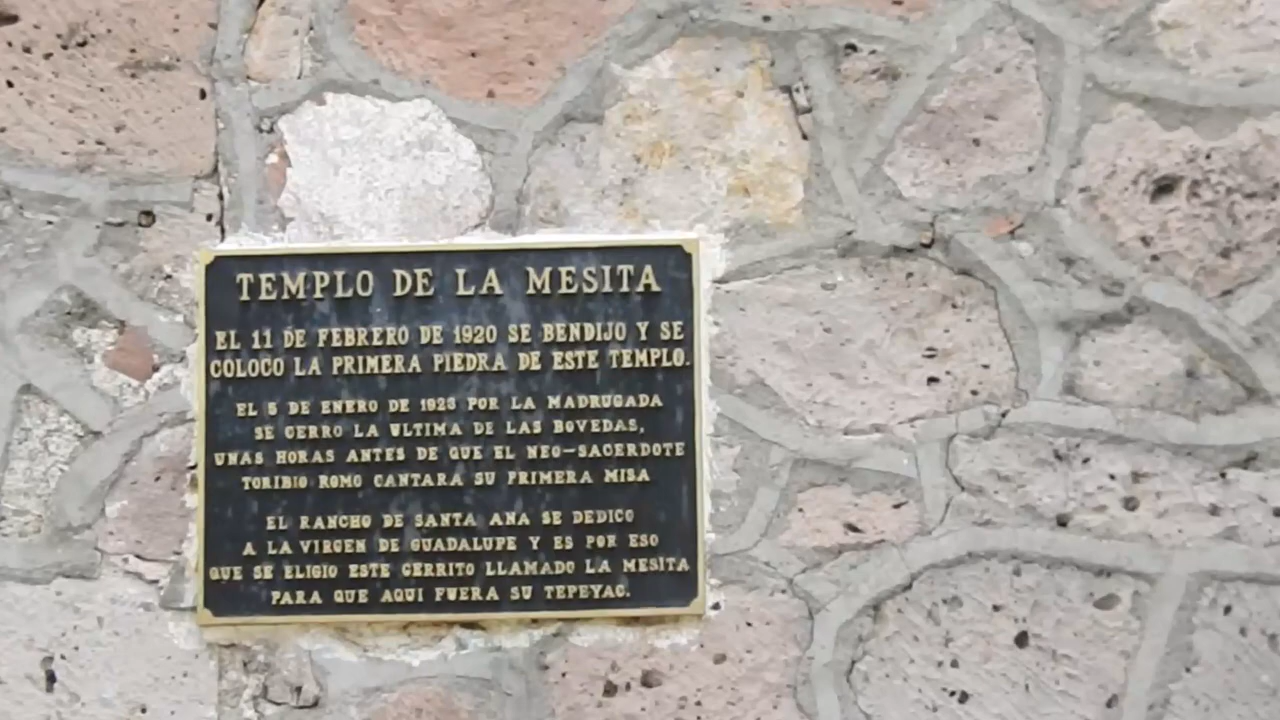 TEMPLO DE LA MESITA
EL 11 DE FEBRERO DE 1920 SE BENDIJO Y SE
COLOCO LA PRIMERA PIEDRA DE ESTE TEMPLO.
EL 5 DE ENERO DE 1923 POR LA MADRUGADA
SE CERRO LA ULTIMA DE LAS BOVEDAS,
UNAS HORAS ANTES DE QUE EL NEO-SACERDOTE
TORIBIO ROMO CANTARA SU PRIMERA MISA
EL RANCHO DE SANTA ANA SE DEDICO
A LA VIRGEN DE GUADALUPE Y ES POR ESO
QUE SE ELIGIO ESTE CERRITO LLAMADO LA MESITA
PARA QUE AQUI FUERA SU TEPEYAC.